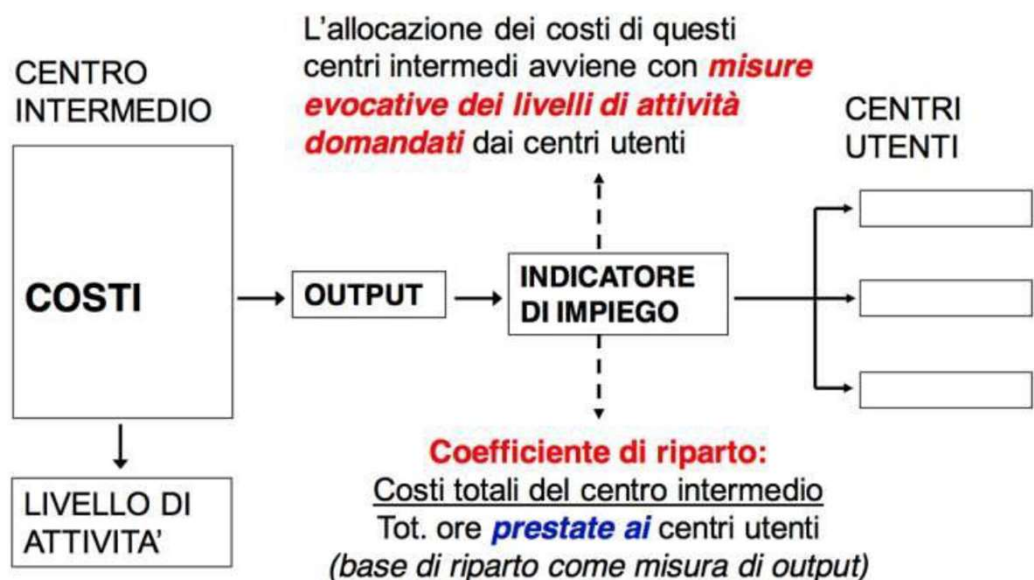 L'allocazione dei costi di questi
centri intermedi avviene con misure
evocative dei livelli di attività
domandati dai centri utenti
CENTRO
INTERMEDIO
CENTRI
UTENTI
COSTI
OUTPUT
INDICATORE
DI IMPIEGO
LIVELLO DI
ATTIVITA'
Coefficiente di riparto:
Costi totali del centro intermedio
Tot. ore prestate ai centri utenti
(base di riparto come misura di output)